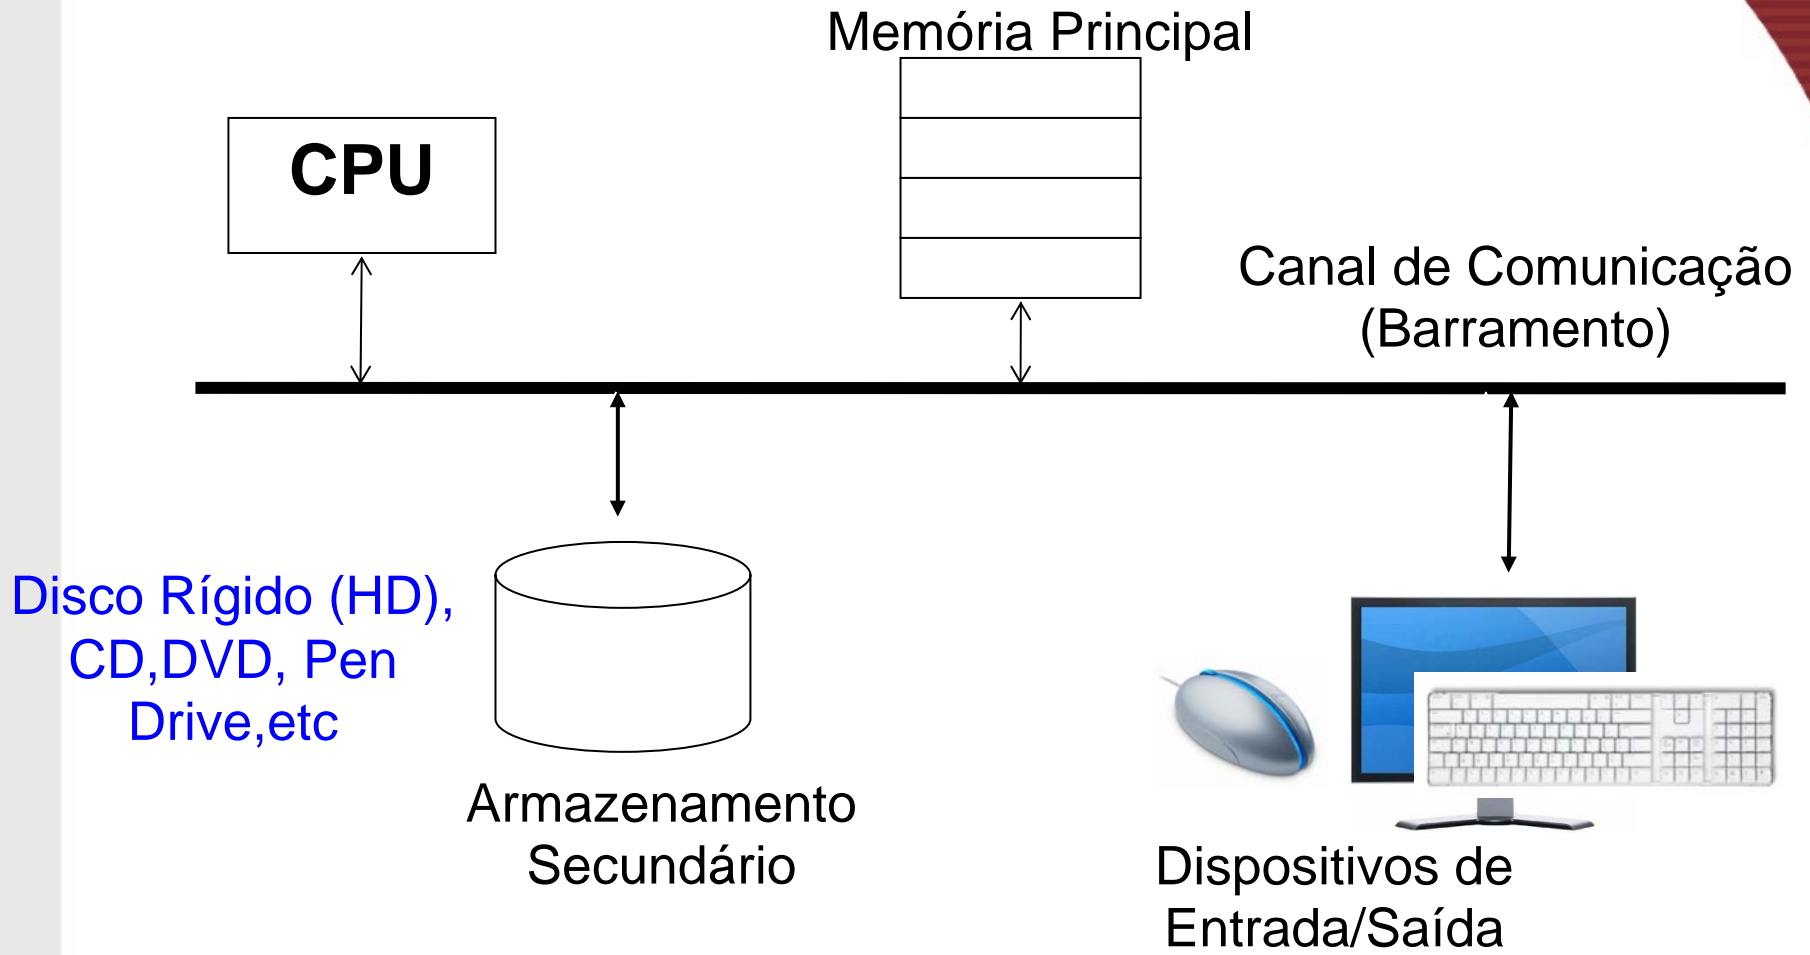 Memória Principal
CPU
Canal de Comunicação
(Barramento)
Disco Rígido (HD),
CD,DVD, Pen
Drive,etc
Armazenamento
Secundário
Dispositivos de
Entrada/Saída